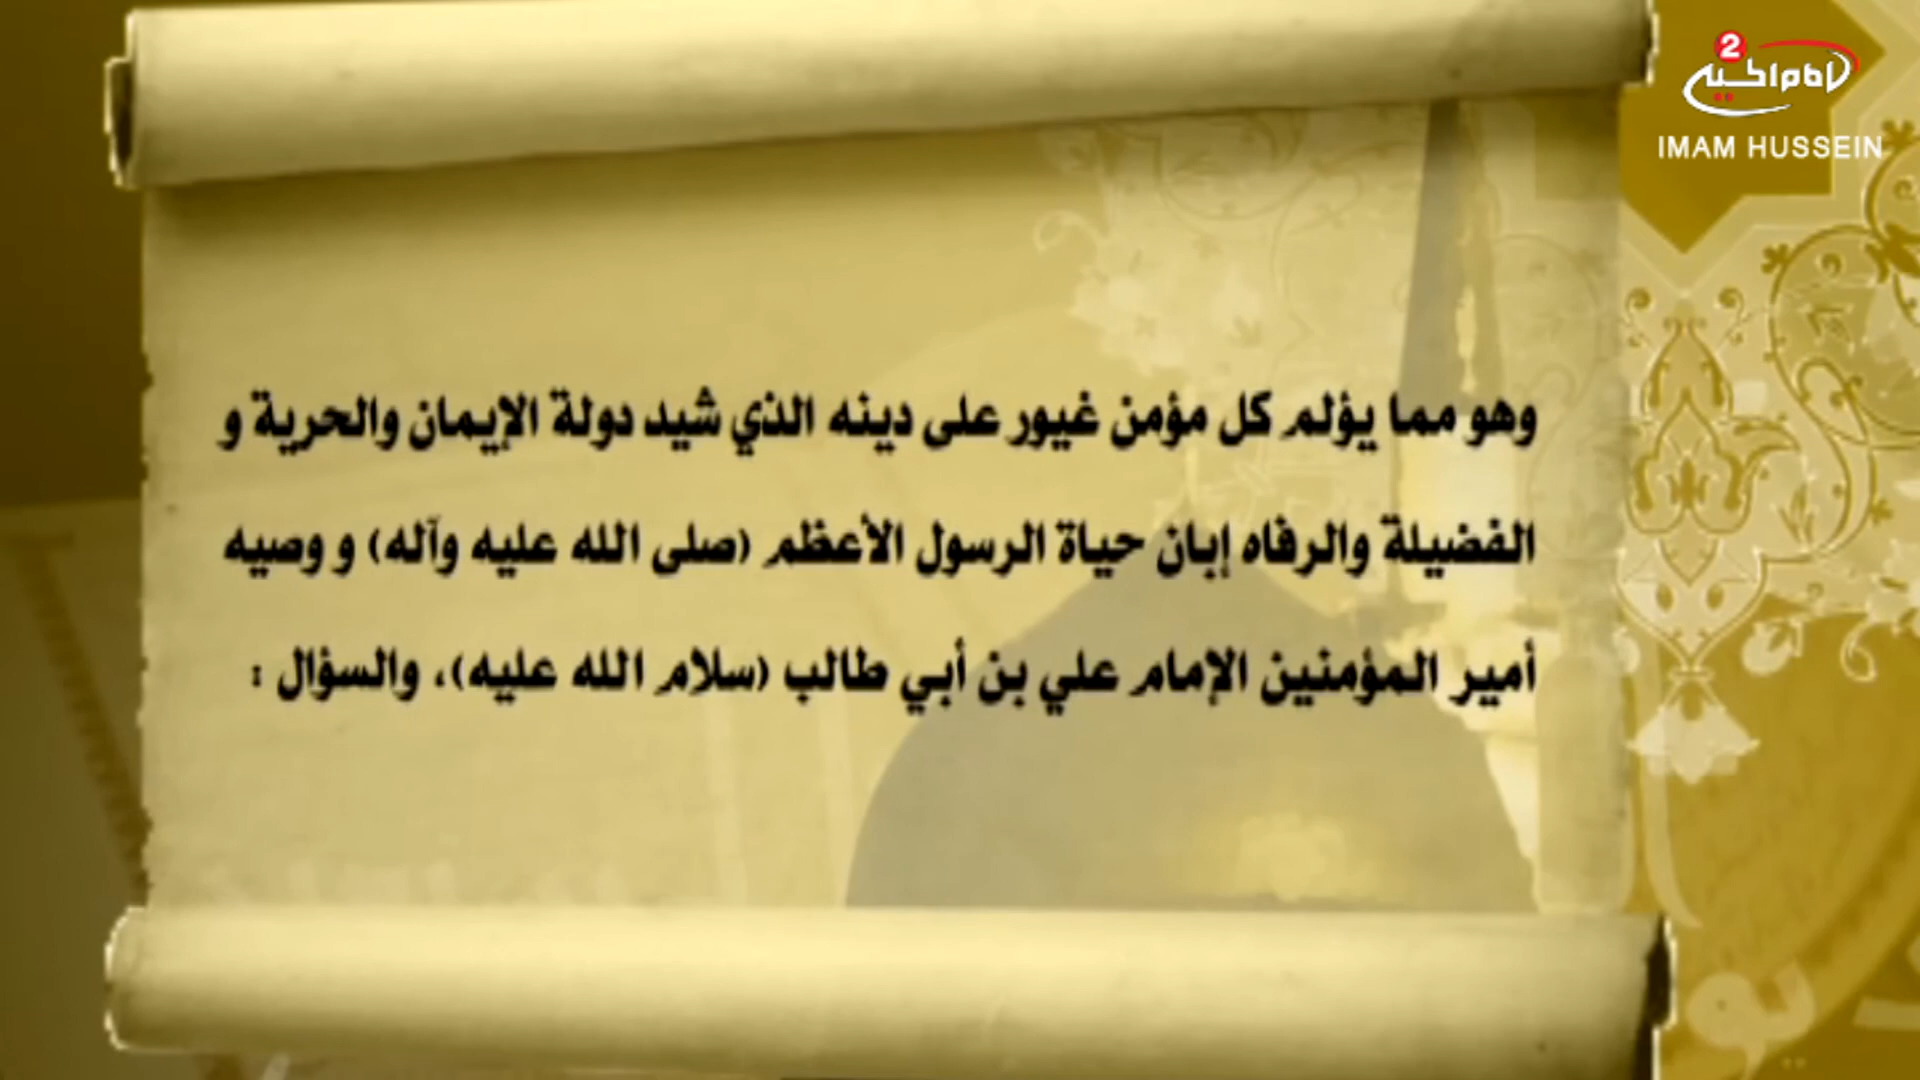 2
IMAM HUSSEIN
وهو مما يؤلم كل مؤمن غيور على دينه الذي شيد دولة الإيمان والحرية و
الفضيلة والرفاه إبان حياة الرسول الأعظم (صلى الله عليه وآله) و وصيه
أمير المؤمنين الإمام علي بن أبي طالب (سلام الله عليه)، والسؤال :